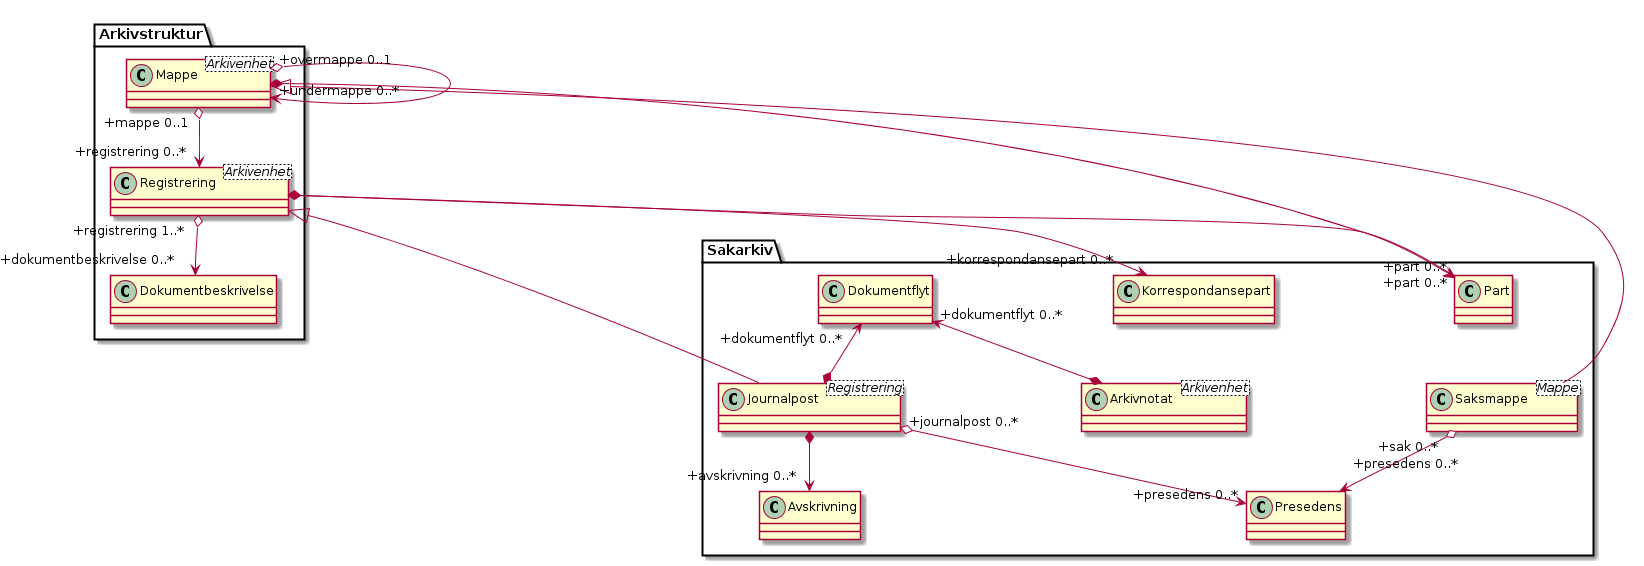 Arkivstruktur
Arkivenhet
C Mappe
+overmappe 0..1
+undermappe 0..*
+mappe 0..1
+registrering 0..*
Arkivenhet
C Registrering
+registrering 1..*
+dokumentbeskrivelse 0..*
C Dokumentbeskrivelse
Sakarkiv
+korrespondansepart 0..*
+part 0..*
+part 0..*
C Dokumentflyt
C Korrespondansepart
C Part
+dokumentflyt 0..*
+dokumentflyt 0..*
Registrering
C Journalpost
Arkivenhet
C Arkivnotat
Mappe
C Saksmappe
+journalpost 0..*
+sak 0..*
+presedens 0..*
+avskrivning 0..*
+presedens 0..*
C Avskrivning
C Presedens